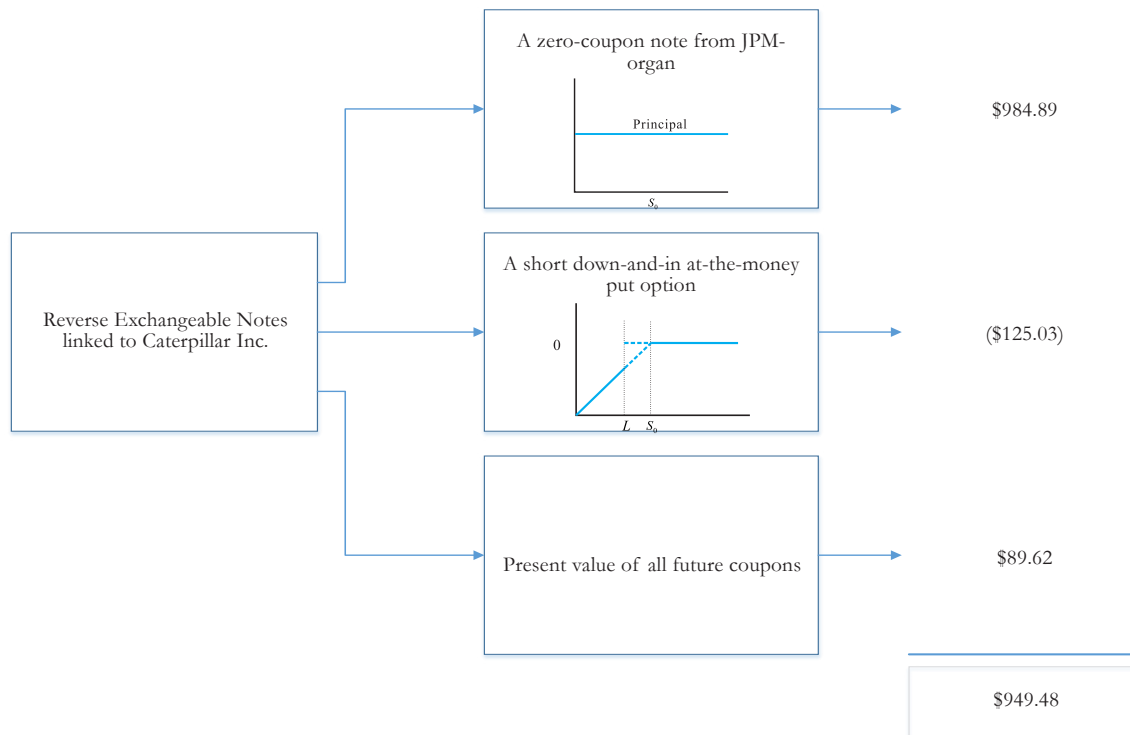 A zero-coupon note from JPM-
organ
Principal
S₀
$984.89
Reverse Exchangeable Notes
linked to Caterpillar Inc.
A short down-and-in at-the-money
put option
0
L S₀
($125.03)
Present value of all future coupons
$89.62
$949.48